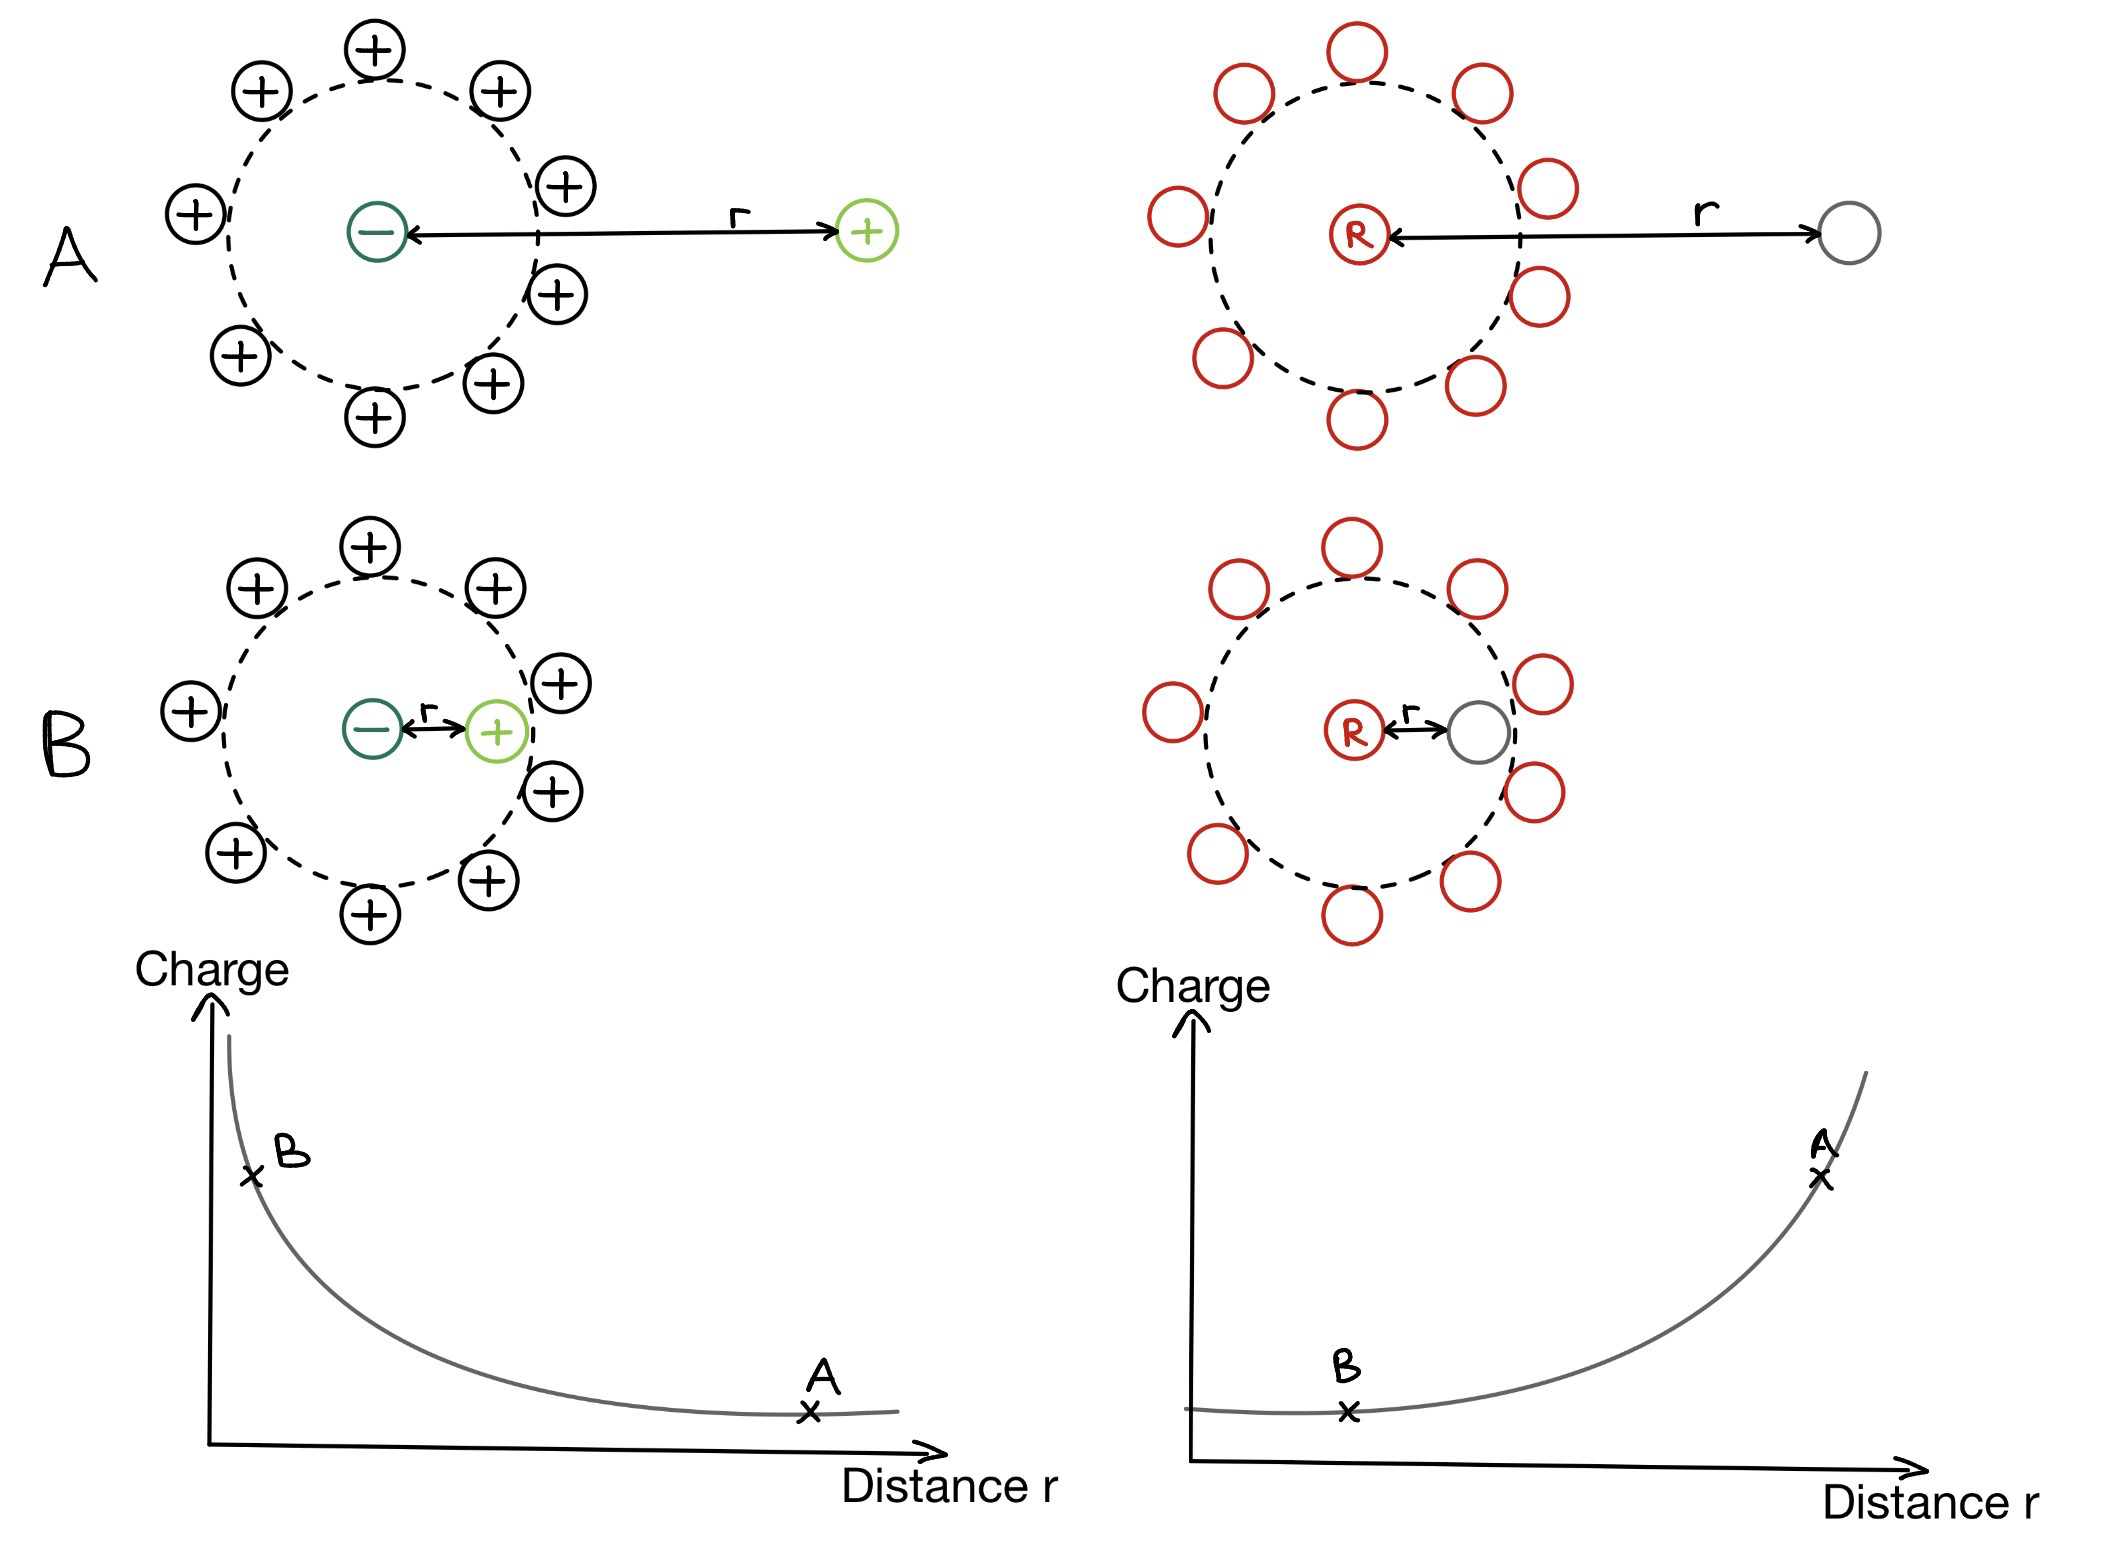 +
+
+
+
+
A
−
r
+
R
r
+
+
+
+
+
+
+
+
+
B
−
r
+
R
r
+
+
+
+
Charge
Charge
B
A
A
B
Distance r
Distance r